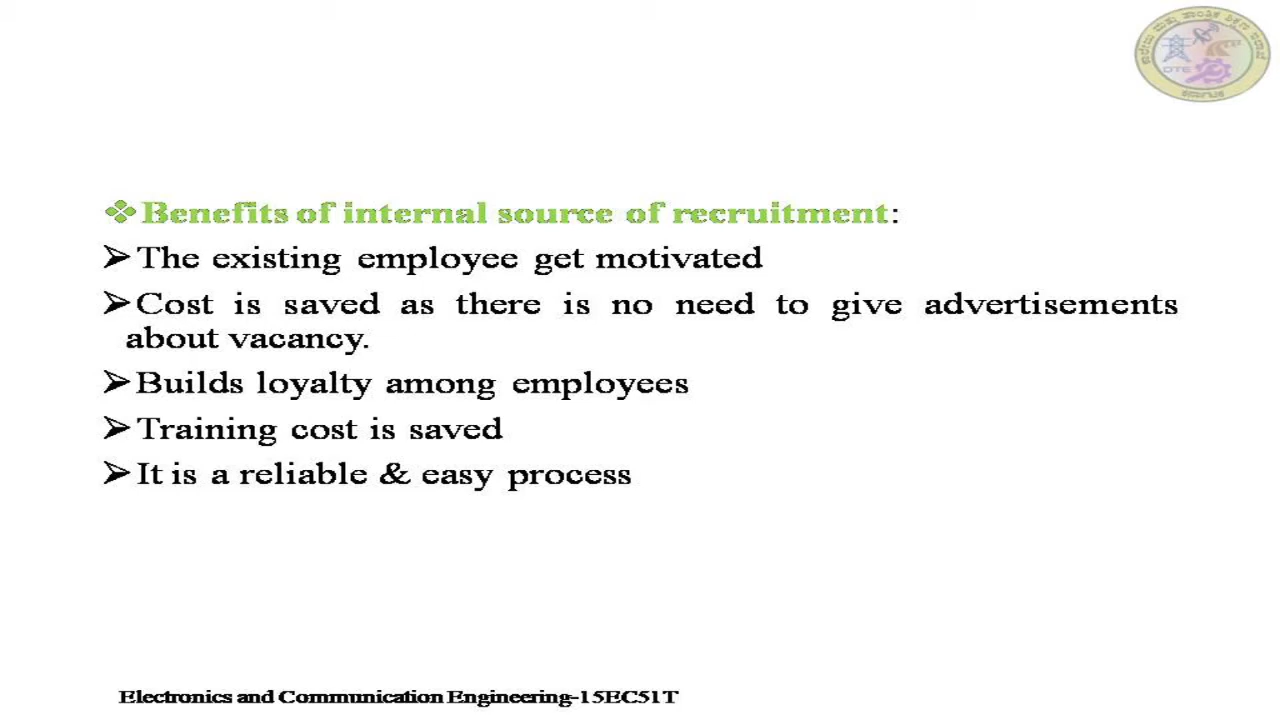 ❖Benefits of internal source of recruitment:
➢The existing employee get motivated
➢Cost is saved as there is no need to give advertisements
about vacancy.
➢Builds loyalty among employees
➢Training cost is saved
➢It is a reliable & easy process
Electronics and Communication Engineering-15EC51T
DTE